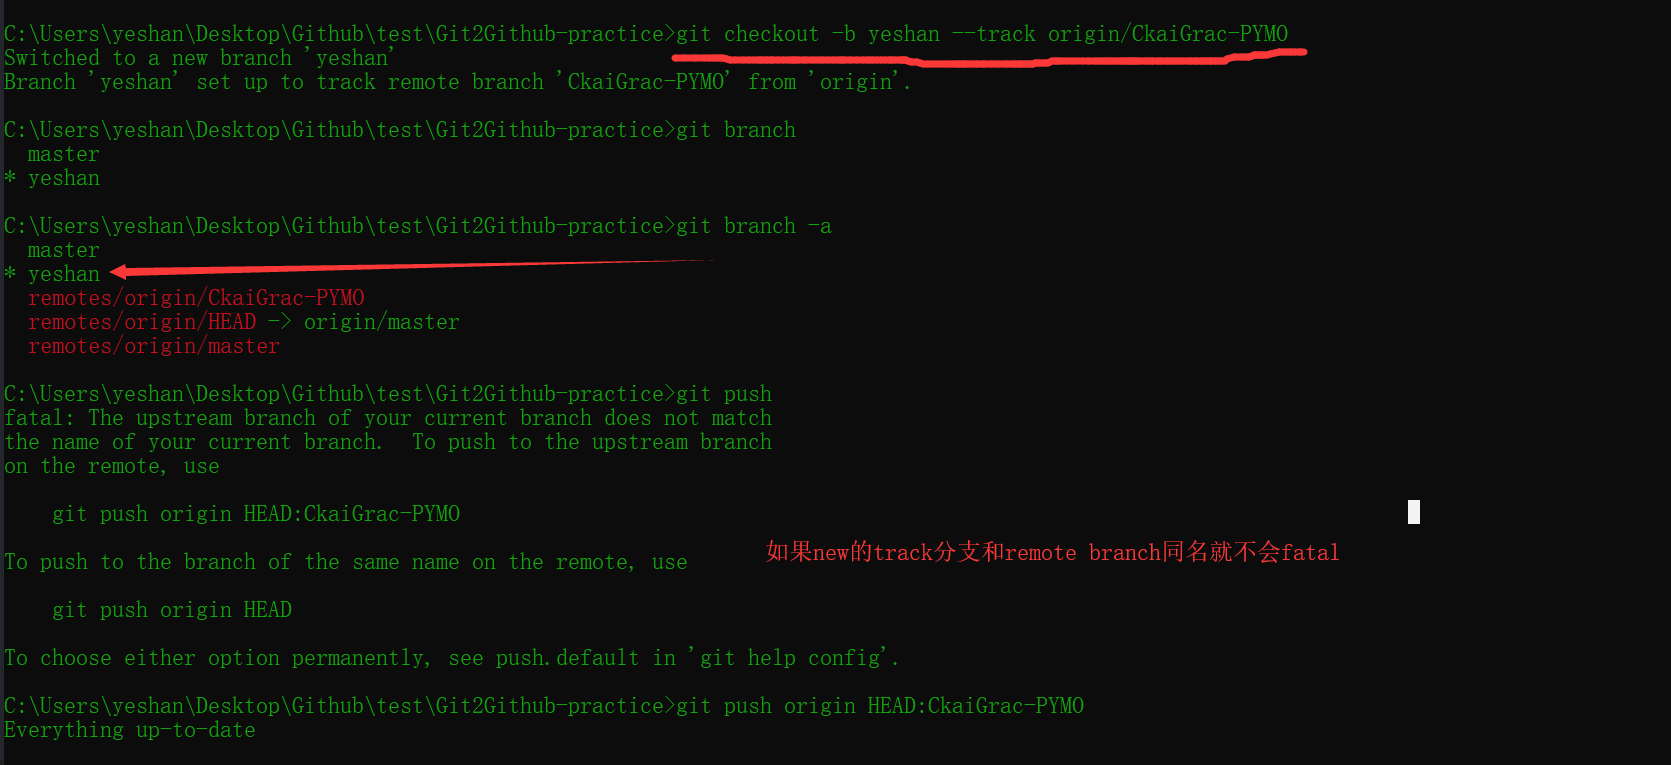 C:\Users\yeshan\Desktop\Github\test\Git2Github-practice>git checkout -b yeshan --track origin/CkaiGrac-PYMO
Switched to a new branch 'yeshan'
Branch 'yeshan' set up to track remote branch 'CkaiGrac-PYMO' from 'origin'.
C:\Users\yeshan\Desktop\Github\test\Git2Github-practice>git branch
master
* yeshan
C:\Users\yeshan\Desktop\Github\test\Git2Github-practice>git branch -a
master
* yeshan
remotes/origin/CkaiGrac-PYMO
remotes/origin/HEAD -> origin/master
remotes/origin/master
C:\Users\yeshan\Desktop\Github\test\Git2Github-practice>git push
fatal: The upstream branch of your current branch does not match
the name of your current branch.  To push to the upstream branch
on the remote, use
git push origin HEAD:CkaiGrac-PYMO
如果new的track分支和remote branch同名就不会fatal
To push to the branch of the same name on the remote, use
git push origin HEAD
To choose either option permanently, see push.default in 'git help config'.
C:\Users\yeshan\Desktop\Github\test\Git2Github-practice>git push origin HEAD:CkaiGrac-PYMO
Everything up-to-date